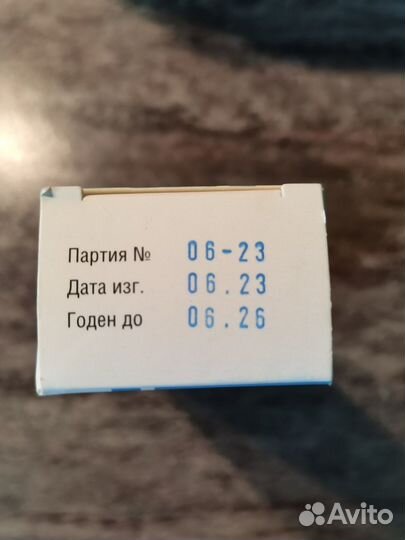 Партия № 06-23
Дата изг. 06.23
Годен до 06.26
Avito